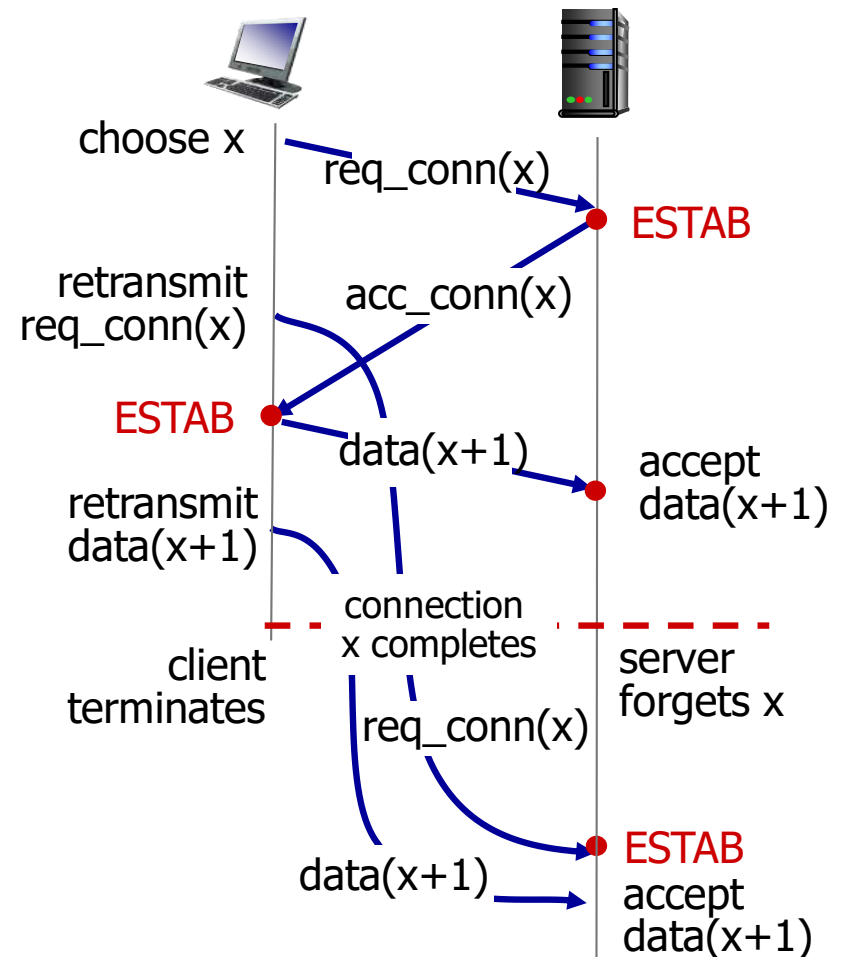 choose x
req_conn(x)
ESTAB
retransmit
req_conn(x)
acc_conn(x)
ESTAB
data(x+1)
accept
data(x+1)
retransmit
data(x+1)
connection
x completes
client
terminates
server
forgets x
req_conn(x)
ESTAB
data(x+1)
accept
data(x+1)